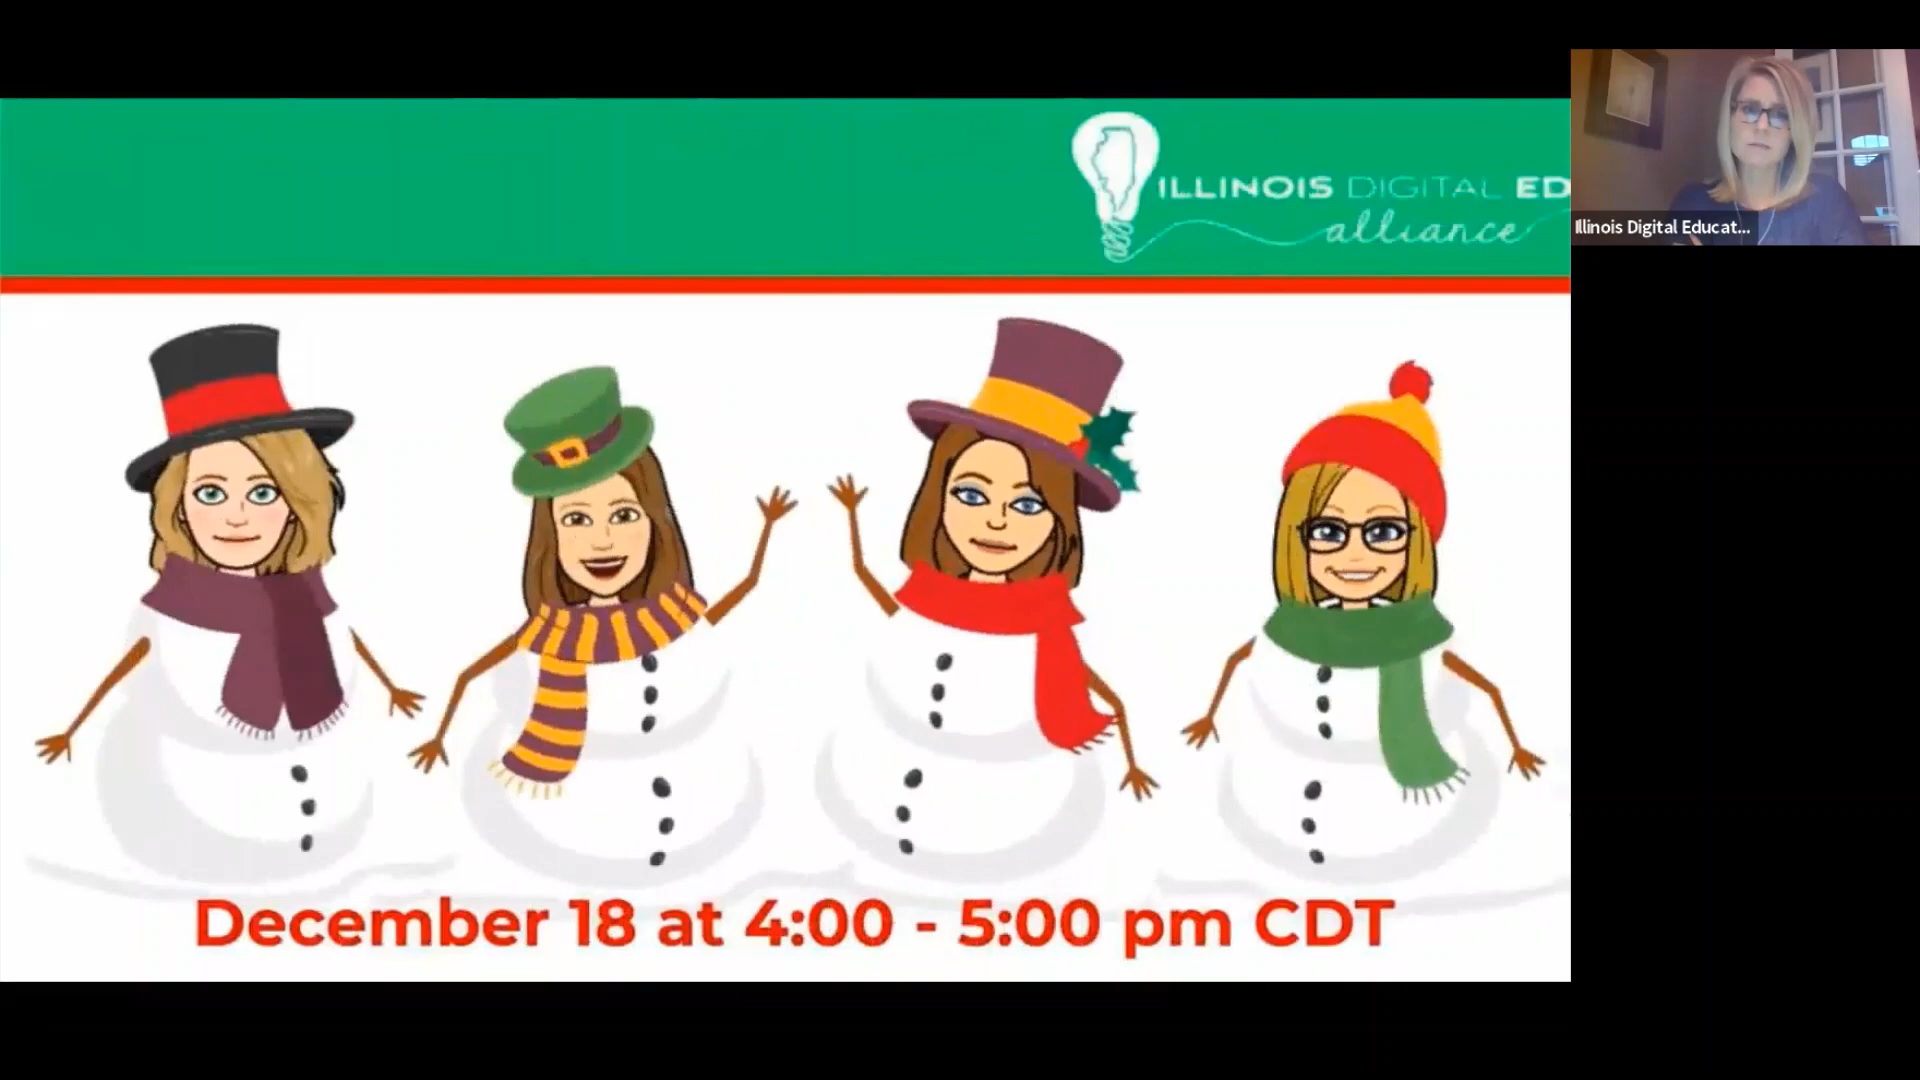 ILLINOIS DIGITAL ED
alliance
Illinois Digital Educat...
December 18 at 4:00 - 5:00 pm CDT